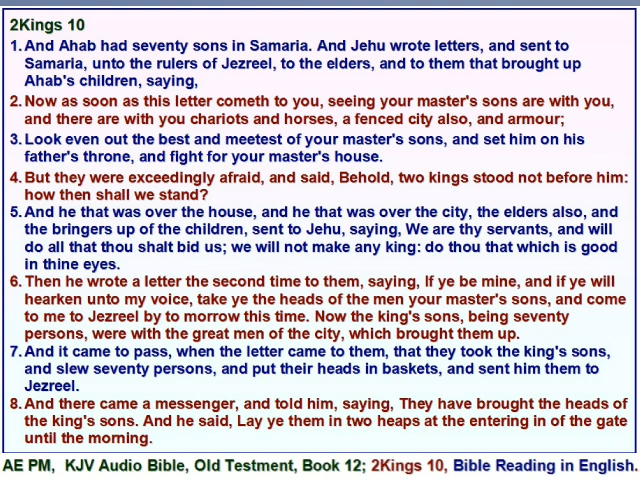 2Kings 10
1. And Ahab had seventy sons in Samaria. And Jehu wrote letters, and sent to
Samaria, unto the rulers of Jezreel, to the elders, and to them that brought up
Ahab's children, saying,
2. Now as soon as this letter cometh to you, seeing your master's sons are with you,
and there are with you chariots and horses, a fenced city also, and armour;
3. Look even out the best and meetest of your master's sons, and set him on his
father's throne, and fight for your master's house.
4. But they were exceedingly afraid, and said, Behold, two kings stood not before him:
how then shall we stand?
5. And he that was over the house, and he that was over the city, the elders also, and
the bringers up of the children, sent to Jehu, saying, We are thy servants, and will
do all that thou shalt bid us; we will not make any king: do thou that which is good
in thine eyes.
6. Then he wrote a letter the second time to them, saying, If ye be mine, and if ye will
hearken unto my voice, take ye the heads of the men your master's sons, and come
to me to Jezreel by to morrow this time. Now the king's sons, being seventy
persons, were with the great men of the city, which brought them up.
7. And it came to pass, when the letter came to them, that they took the king's sons,
and slew seventy persons, and put their heads in baskets, and sent him them to
Jezreel.
8. And there came a messenger, and told him, saying, They have brought the heads of
the king's sons. And he said, Lay ye them in two heaps at the entering in of the gate
until the morning.
AE PM, KJV Audio Bible, Old Testment, Book 12; 2Kings 10, Bible Reading in English.